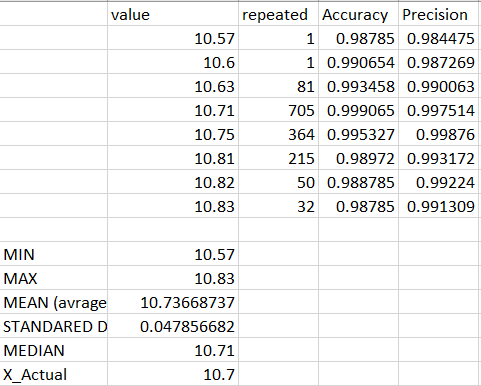 value repeated Accuracy Precision
10.57 1 0.98785 0.984475
10.6 1 0.990654 0.987269
10.63 81 0.993458 0.990063
10.71 705 0.999065 0.997514
10.75 364 0.995327 0.99876
10.81 215 0.98972 0.993172
10.82 50 0.988785 0.99224
10.83 32 0.98785 0.991309
MIN 10.57
MAX 10.83
MEAN (avrage 10.73668737
STANDARED D 0.047856682
MEDIAN 10.71
X_Actual 10.7